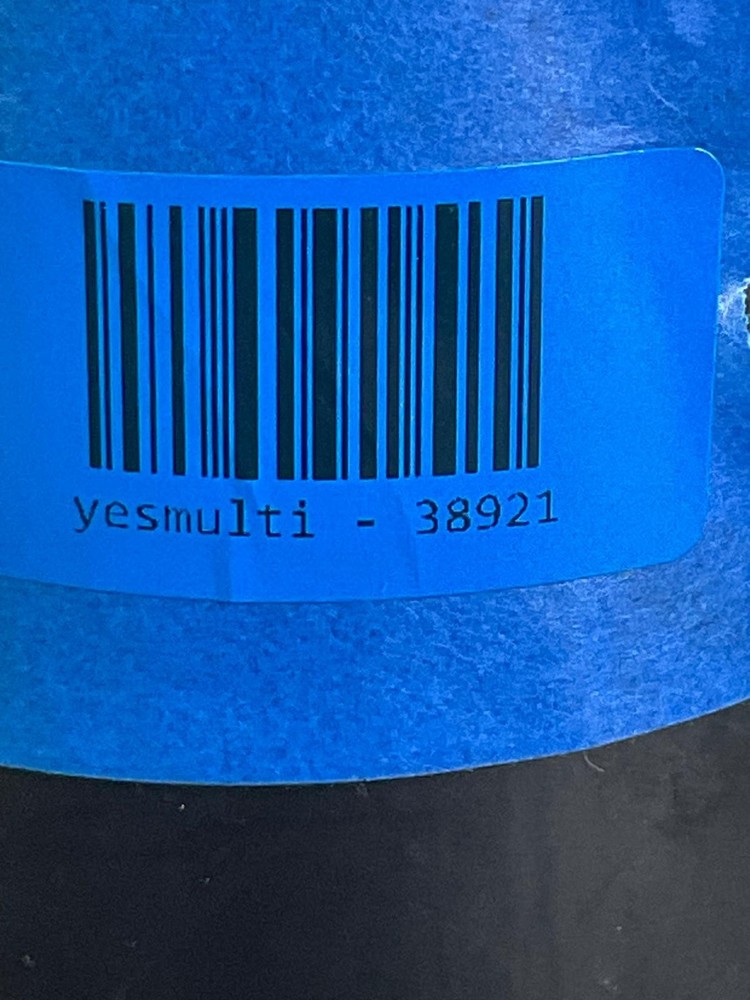 yesmulti - 38921